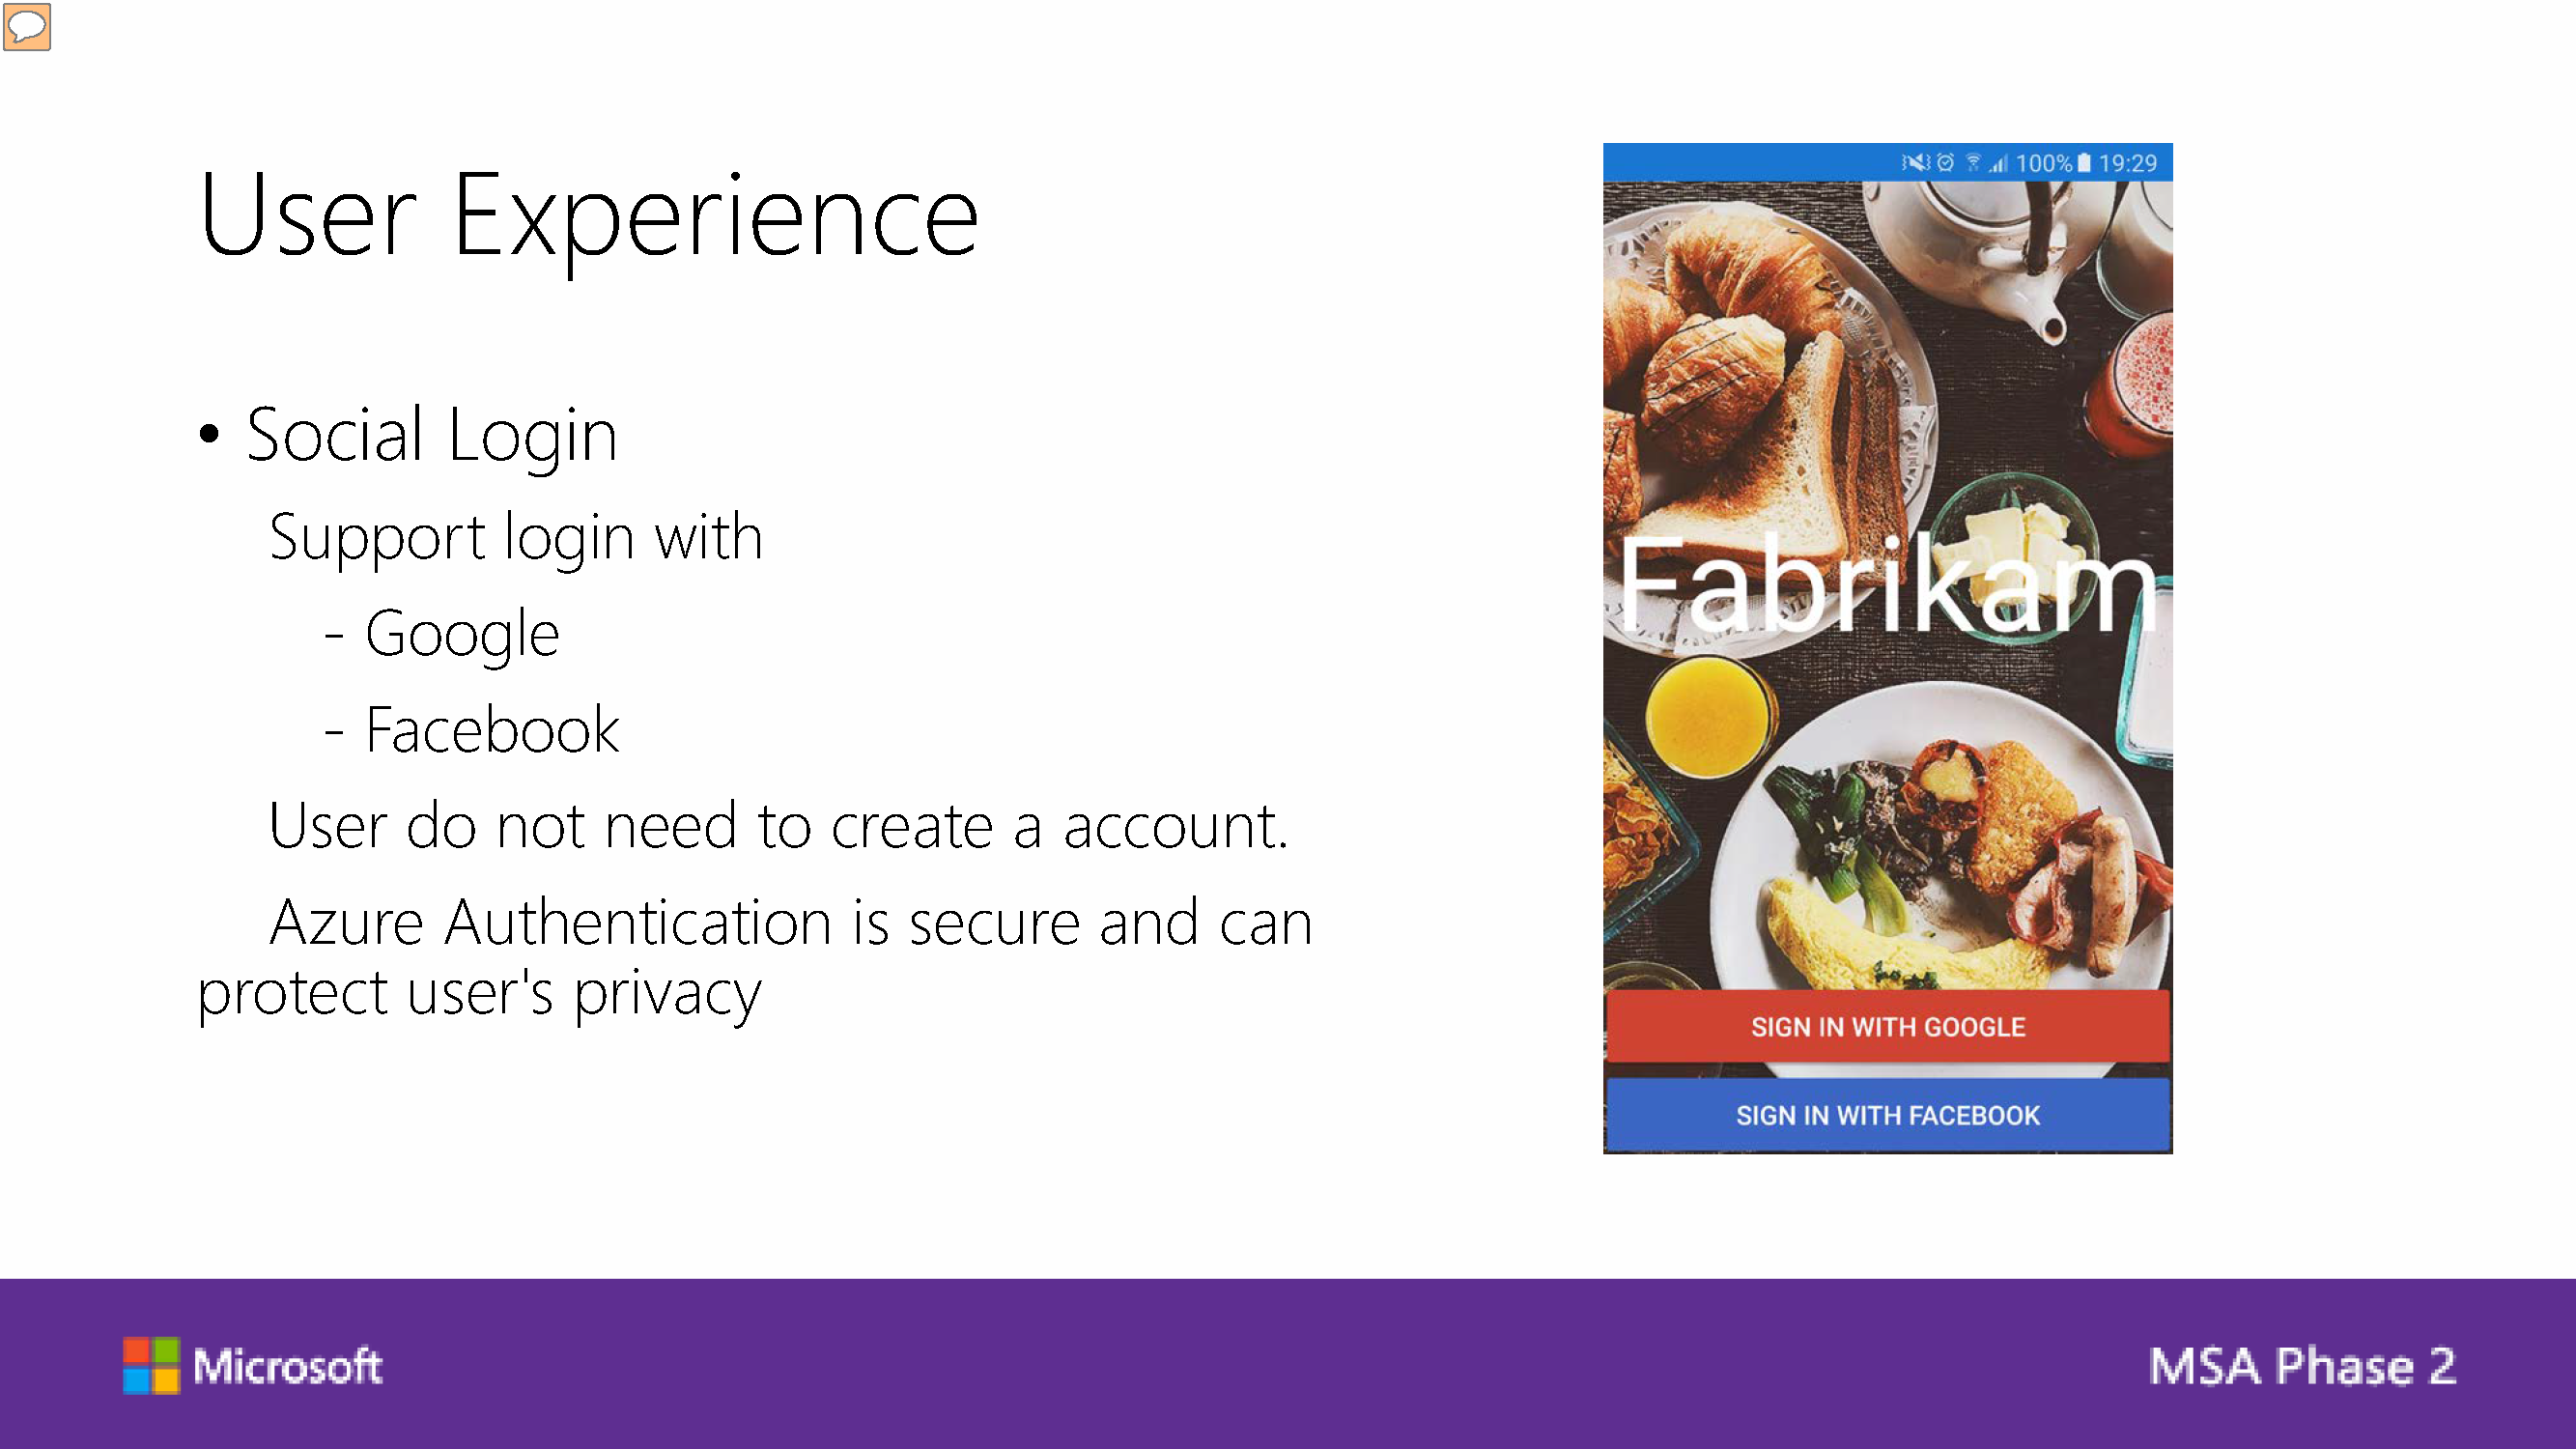 User Experience
• Social Login
Support login with
- Google
- Facebook
User do not need to create a account.
Azure Authentication is secure and can
protect user's privacy
100% 19:29
Fabrikam
SIGN IN WITH GOOGLE
SIGN IN WITH FACEBOOK
Microsoft
MSA Phase 2